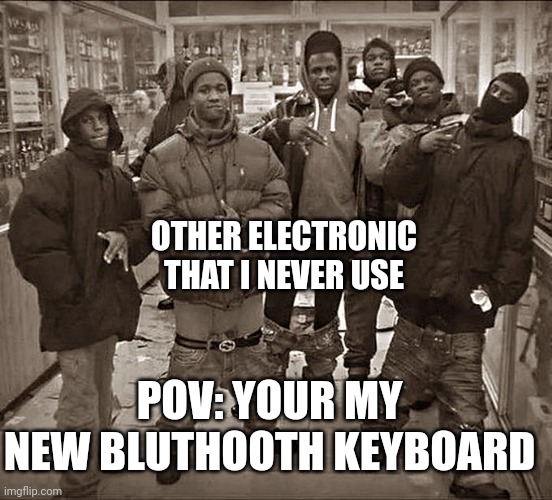 OTHER ELECTRONIC
THAT I NEVER USE
POV: YOUR MY
NEW BLUTHOOTH KEYBOARD
imgflip.com